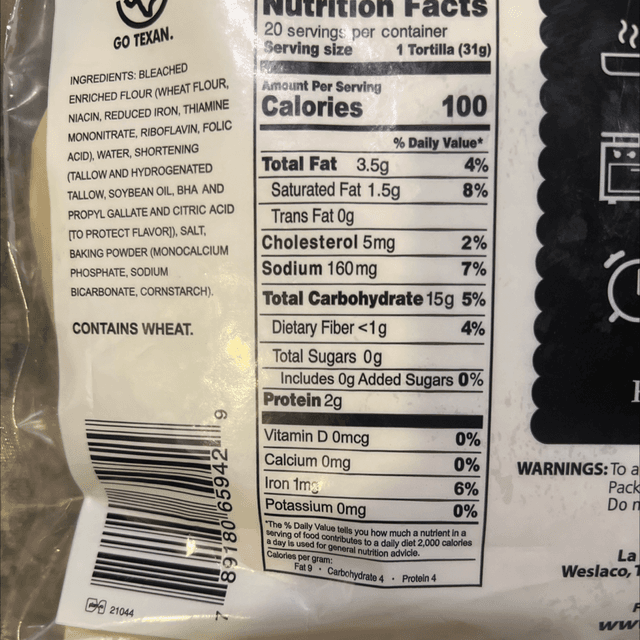 GO TEXAN.
INGREDIENTS: BLEACHED
ENRICHED FLOUR (WHEAT FLOUR,
NIACIN, REDUCED IRON, THIAMINE
MONONITRATE, RIBOFLAVIN, FOLIC
ACID), WATER, SHORTENING
(TALLOW AND HYDROGENATED
TALLOW, SOYBEAN OIL, BHA AND
PROPYL GALLATE AND CITRIC ACID
[TO PROTECT FLAVOR]), SALT,
BAKING POWDER (MONOCALCIUM
PHOSPHATE, SODIUM
BICARBONATE, CORNSTARCH).
CONTAINS WHEAT.
7 89180 65942 9
21044
Nutrition Facts
20 servings per container
Serving size 1 Tortilla (31g)
Amount Per Serving
Calories 100
% Daily Value*
Total Fat 3.5g 4%
Saturated Fat 1.5g 8%
Trans Fat 0g
Cholesterol 5mg 2%
Sodium 160mg 7%
Total Carbohydrate 15g 5%
Dietary Fiber <1g 4%
Total Sugars 0g
Includes 0g Added Sugars 0%
Protein 2g
Vitamin D 0mcg 0%
Calcium 0mg 0%
Iron 1mg 6%
Potassium 0mg 0%
*The % Daily Value tells you how much a nutrient in a
serving of food contributes to a daily diet 2,000 calories
a day is used for general nutrition advicie.
Calories per gram:
Fat 9 · Carbohydrate 4 · Protein 4
WARNINGS: To a
Pack
Do n
La
Weslaco,
www